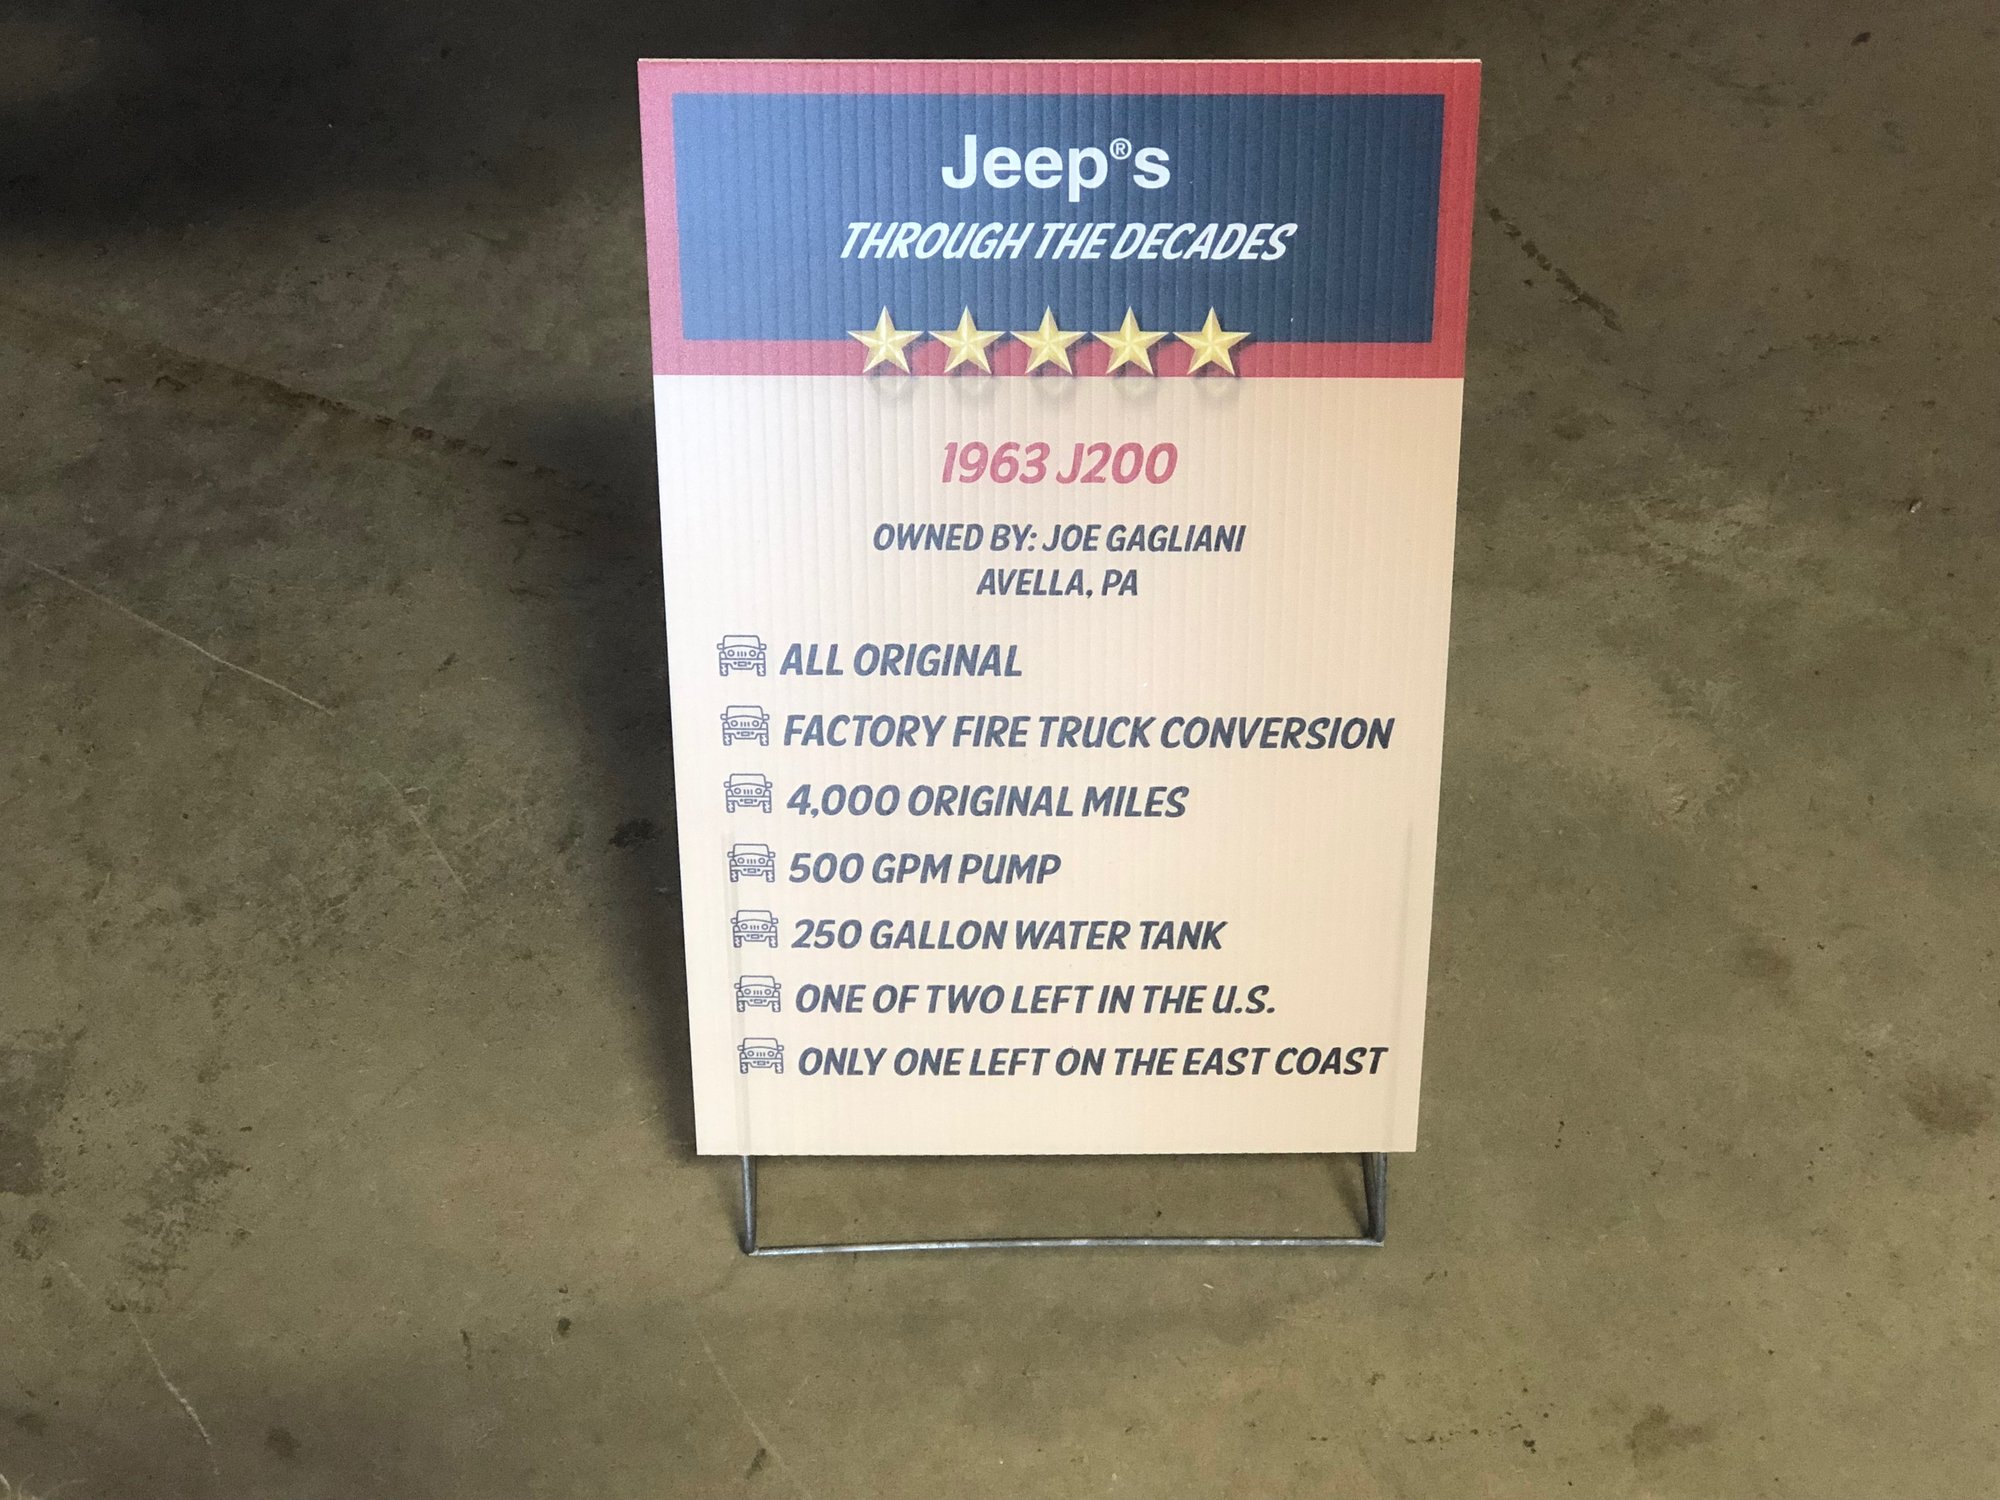 Jeep®s
THROUGH THE DECADES
1963 J200
OWNED BY: JOE GAGLIANI
AVELLA, PA
ALL ORIGINAL
FACTORY FIRE TRUCK CONVERSION
4,000 ORIGINAL MILES
500 GPM PUMP
250 GALLON WATER TANK
ONE OF TWO LEFT IN THE U.S.
ONLY ONE LEFT ON THE EAST COAST